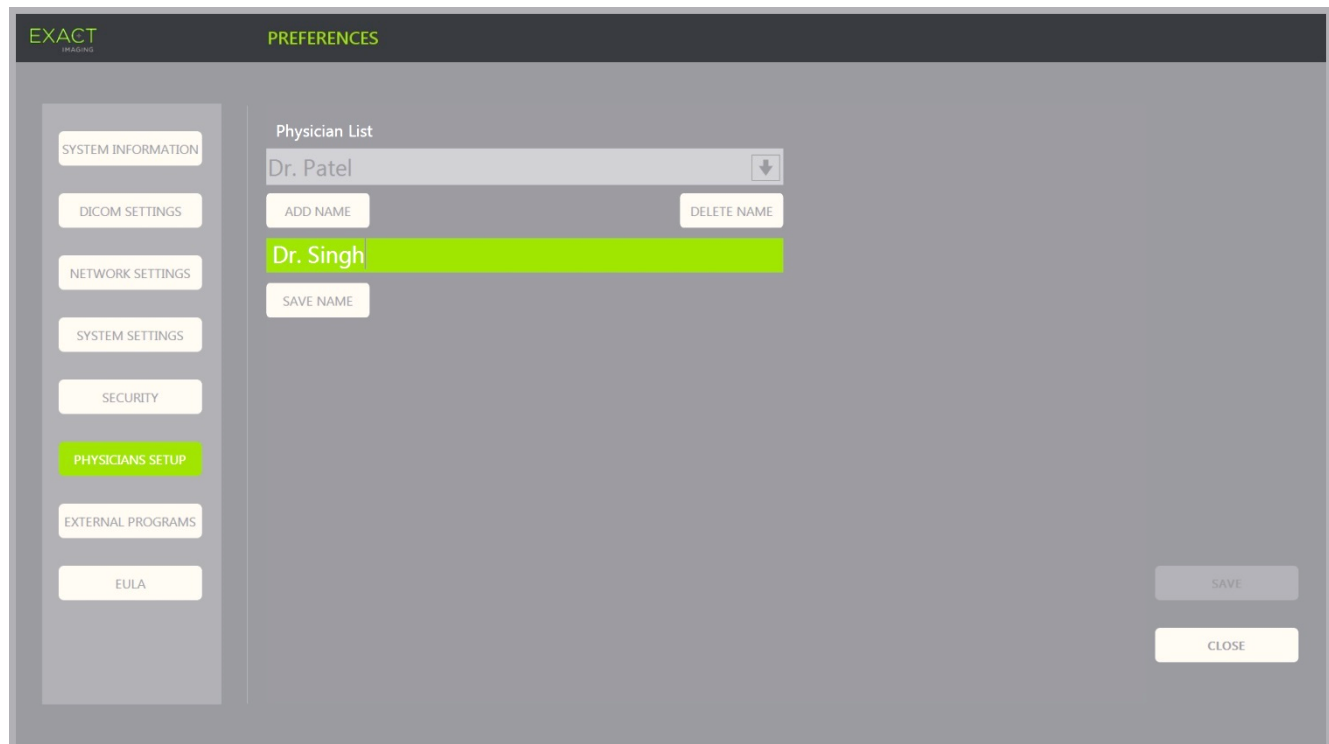 EXACT
IMAGING
PREFERENCES
SYSTEM INFORMATION
DICOM SETTINGS
NETWORK SETTINGS
SYSTEM SETTINGS
SECURITY
PHYSICIANS SETUP
EXTERNAL PROGRAMS
EULA
Physician List
Dr. Patel
ADD NAME
DELETE NAME
Dr. Singh
SAVE NAME
SAVE
CLOSE